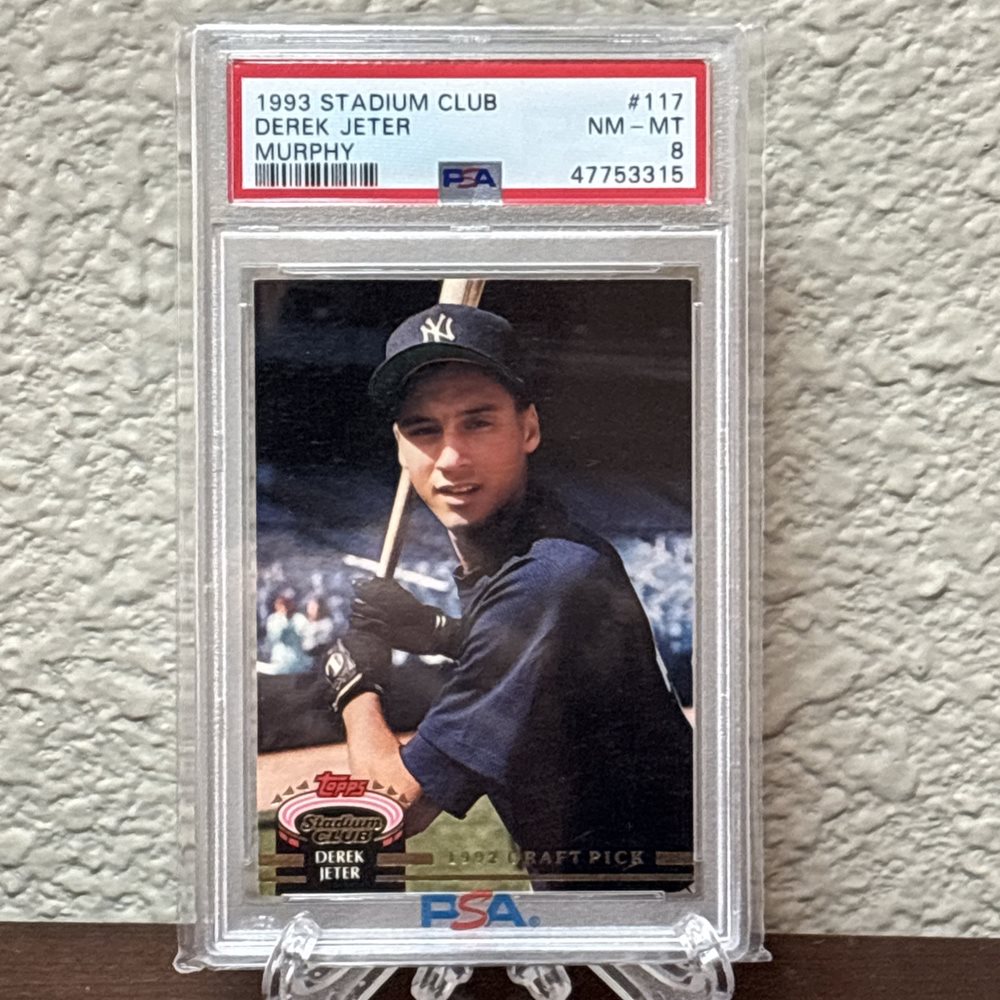 1993 STADIUM CLUB #117
DEREK JETER NM - MT
MURPHY 8
PSA 47753315
NY
Topps
Stadium
CLUB
DEREK
JETER
1992 DRAFT PICK
PSA